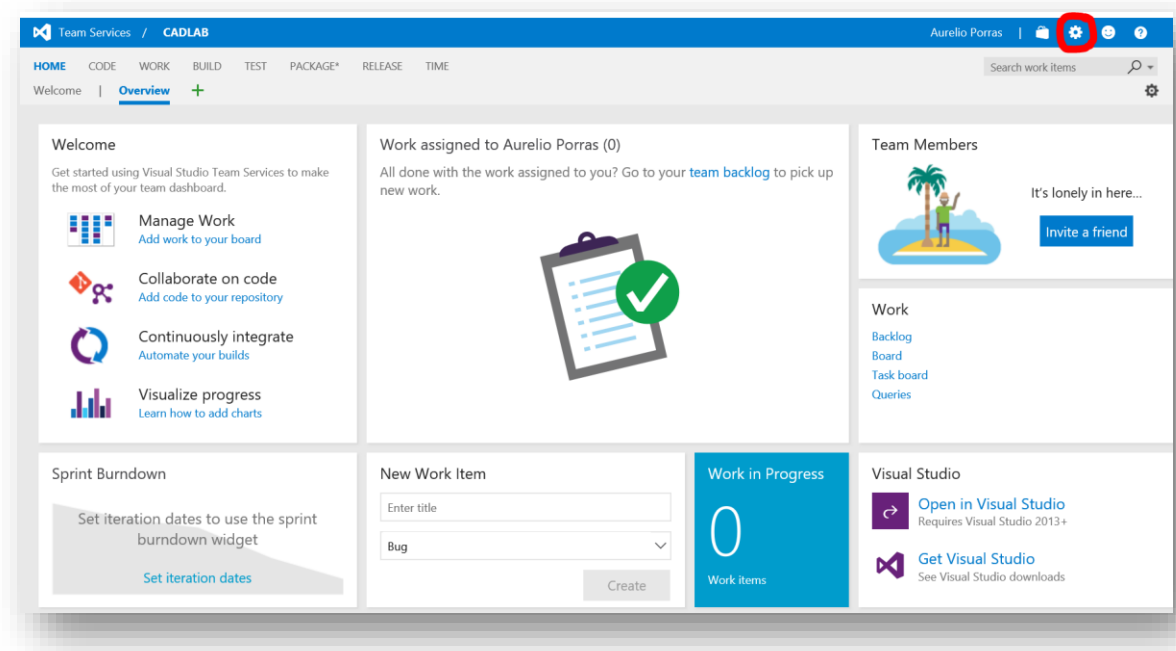 Team Services / CADLAB
Aurelio Porras |
HOME CODE WORK BUILD TEST PACKAGE* RELEASE TIME
Search work items
Welcome | Overview +
Welcome
Get started using Visual Studio Team Services to make
the most of your team dashboard.
Manage Work
Add work to your board
Collaborate on code
Add code to your repository
Continuously integrate
Automate your builds
Visualize progress
Learn how to add charts
Work assigned to Aurelio Porras (0)
All done with the work assigned to you? Go to your team backlog to pick up
new work.
Team Members
It's lonely in here...
Invite a friend
Work
Backlog
Board
Task board
Queries
Sprint Burndown
Set iteration dates to use the sprint
burndown widget
Set iteration dates
New Work Item
Enter title
Bug
Create
Work in Progress
0
Work items
Visual Studio
Open in Visual Studio
Requires Visual Studio 2013+
Get Visual Studio
See Visual Studio downloads